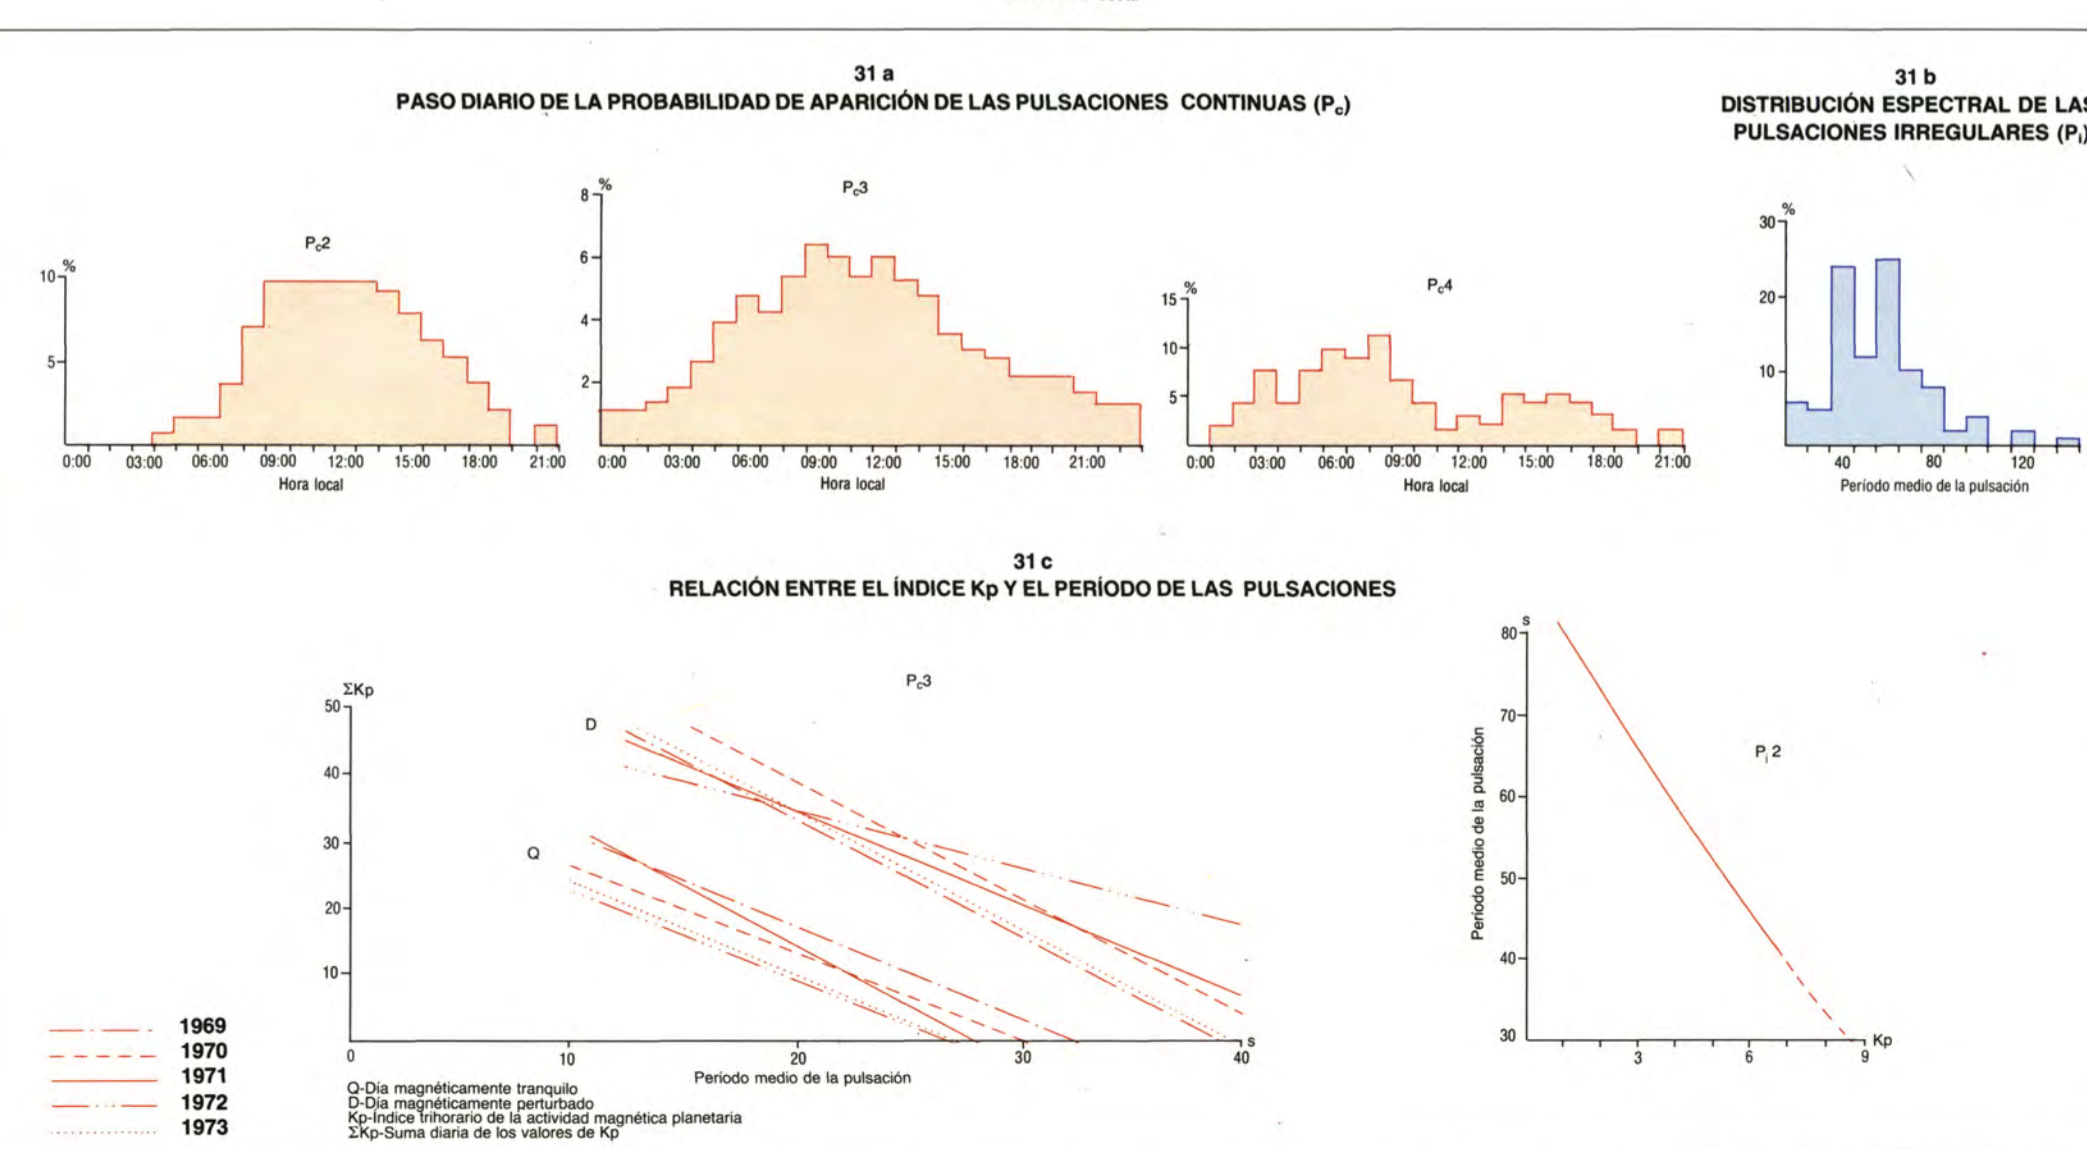 31 a
PASO DIARIO DE LA PROBABILIDAD DE APARICIÓN DE LAS PULSACIONES CONTINUAS (Pc)
Pc2
%
10
5
0:00 03:00 06:00 09:00 12:00 15:00 18:00 21:00
Hora local
Pc3
%
8
6
4
2
0:00 03:00 06:00 09:00 12:00 15:00 18:00 21:00
Hora local
Pc4
%
15
10
5
0:00 03:00 06:00 09:00 12:00 15:00 18:00 21:00
Hora local
31 b
DISTRIBUCIÓN ESPECTRAL DE LAS
PULSACIONES IRREGULARES (Pi)
%
30
20
10
40 80 120
Período medio de la pulsación
31 c
RELACIÓN ENTRE EL ÍNDICE Kp Y EL PERÍODO DE LAS PULSACIONES
Pc3
ΣKp
50
40
30
20
10
D
Q
0 10 20 30 40
s
Período medio de la pulsación
1969
1970
1971
1972
1973
Q-Día magnéticamente tranquilo
D-Día magnéticamente perturbado
Kp-Índice trihorario de la actividad magnética planetaria
ΣKp-Suma diaria de los valores de Kp
s
80
70
60
50
40
30
Período medio de la pulsación
Pi 2
3 6 9
Kp